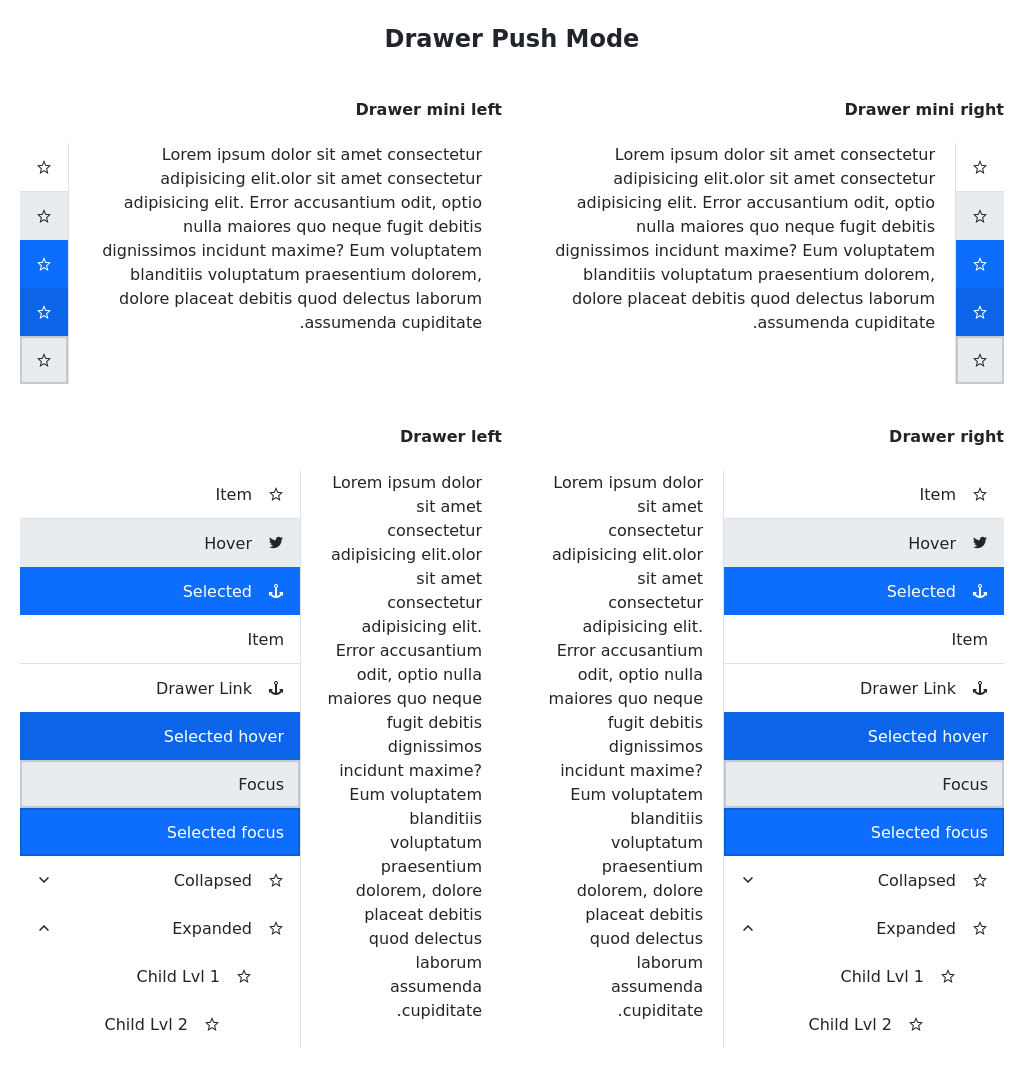 Drawer Push Mode
Drawer mini left
Lorem ipsum dolor sit amet consectetur
adipisicing elit.olor sit amet consectetur
adipisicing elit. Error accusantium odit, optio
nulla maiores quo neque fugit debitis
dignissimos incidunt maxime? Eum voluptatem
blanditiis voluptatum praesentium dolorem,
dolore placeat debitis quod delectus laborum
.assumenda cupiditate
Drawer mini right
Lorem ipsum dolor sit amet consectetur
adipisicing elit.olor sit amet consectetur
adipisicing elit. Error accusantium odit, optio
nulla maiores quo neque fugit debitis
dignissimos incidunt maxime? Eum voluptatem
blanditiis voluptatum praesentium dolorem,
dolore placeat debitis quod delectus laborum
.assumenda cupiditate
Drawer left
Item
Hover
Selected
Item
Drawer Link
Selected hover
Focus
Selected focus
Collapsed
Expanded
Child Lvl 1
Child Lvl 2
Lorem ipsum dolor
sit amet
consectetur
adipisicing elit.olor
sit amet
consectetur
adipisicing elit.
Error accusantium
odit, optio nulla
maiores quo neque
fugit debitis
dignissimos
incidunt maxime?
Eum voluptatem
blanditiis
voluptatum
praesentium
dolorem, dolore
placeat debitis
quod delectus
laborum
assumenda
.cupiditate
Drawer right
Lorem ipsum dolor
sit amet
consectetur
adipisicing elit.olor
sit amet
consectetur
adipisicing elit.
Error accusantium
odit, optio nulla
maiores quo neque
fugit debitis
dignissimos
incidunt maxime?
Eum voluptatem
blanditiis
voluptatum
praesentium
dolorem, dolore
placeat debitis
quod delectus
laborum
assumenda
.cupiditate
Item
Hover
Selected
Item
Drawer Link
Selected hover
Focus
Selected focus
Collapsed
Expanded
Child Lvl 1
Child Lvl 2